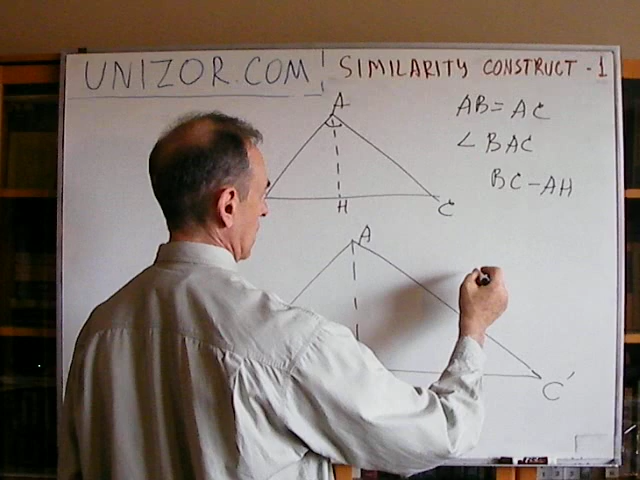 UNIZOR.COM
SIMILARITY CONSTRUCT - 1
A
AB = AC
∠ BAC
BC - AH
H
C
A
C'